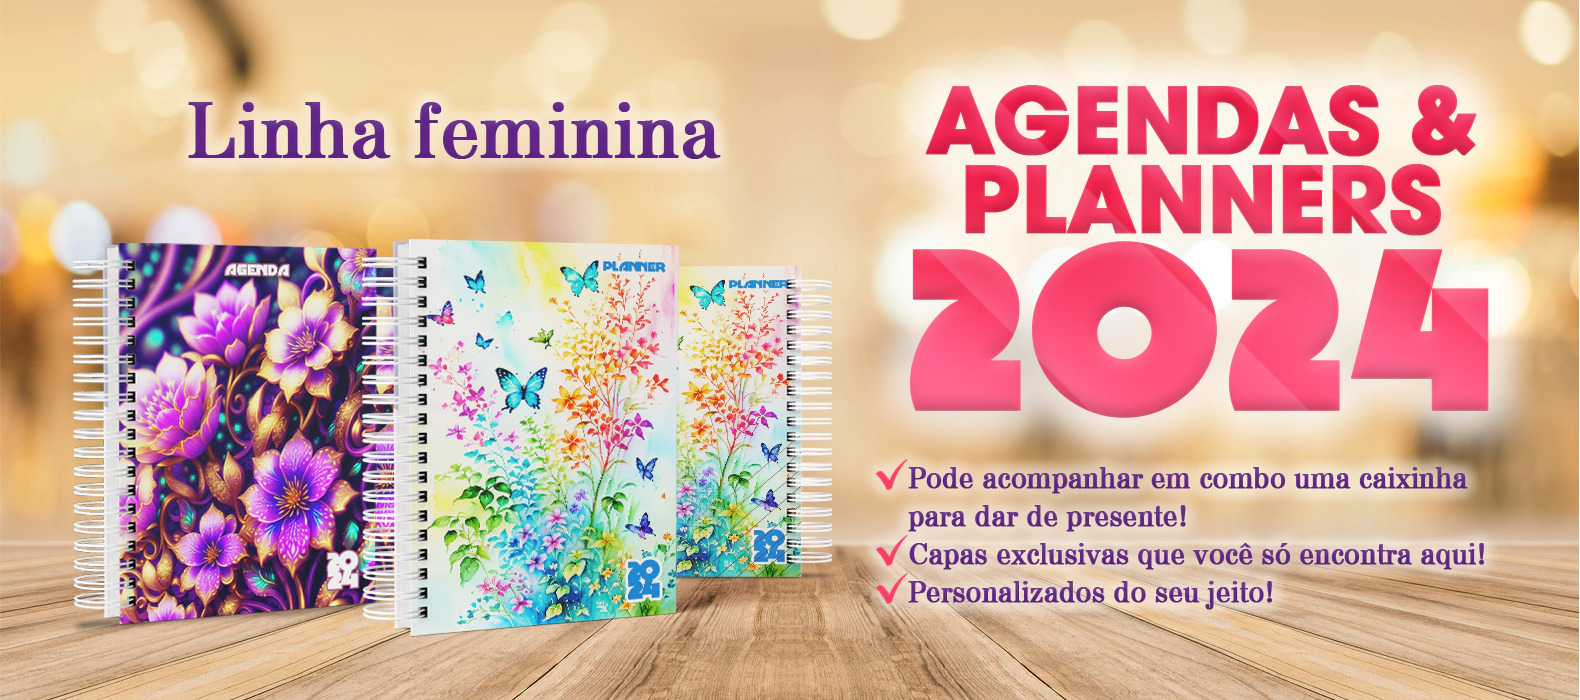 Linha feminina
AGENDA
PLANNER
PLANNER
2024
2024
2024
AGENDAS &
PLANNERS
2024
Pode acompanhar em combo uma caixinha
para dar de presente!
Capas exclusivas que você só encontra aqui!
Personalizados do seu jeito!